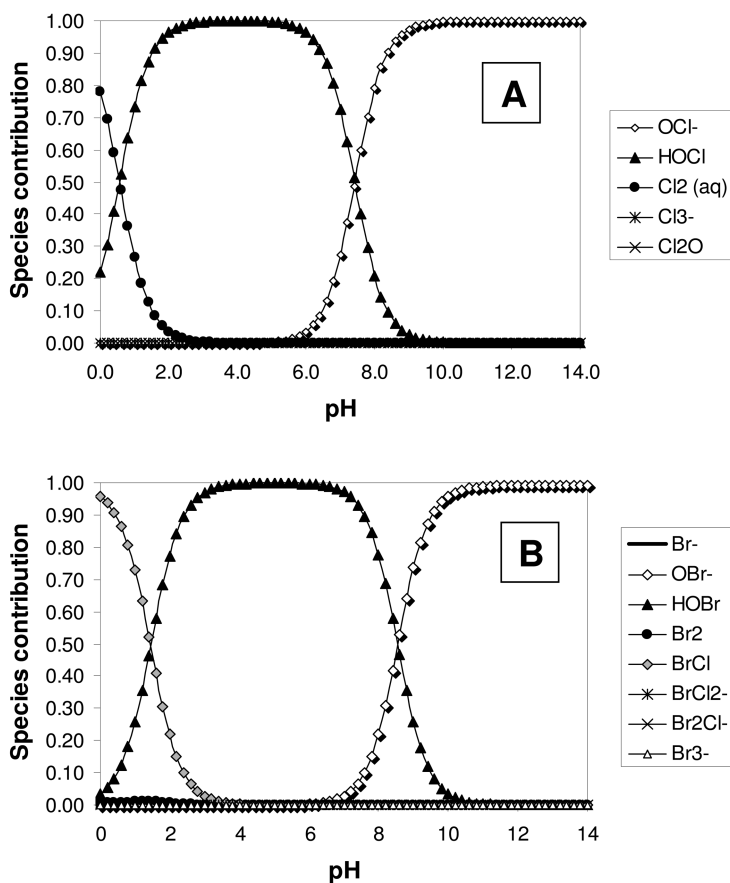 1.00
0.90
0.80
0.70
0.60
0.50
0.40
0.30
0.20
0.10
0.00
Species contribution
0.0 2.0 4.0 6.0 8.0 10.0 12.0 14.0
pH
A
OCl-
HOCl
Cl2 (aq)
Cl3-
Cl2O
1.00
0.90
0.80
0.70
0.60
0.50
0.40
0.30
0.20
0.10
0.00
Species contribution
0 2 4 6 8 10 12 14
pH
B
Br-
OBr-
HOBr
Br2
BrCl
BrCl2-
Br2Cl-
Br3-